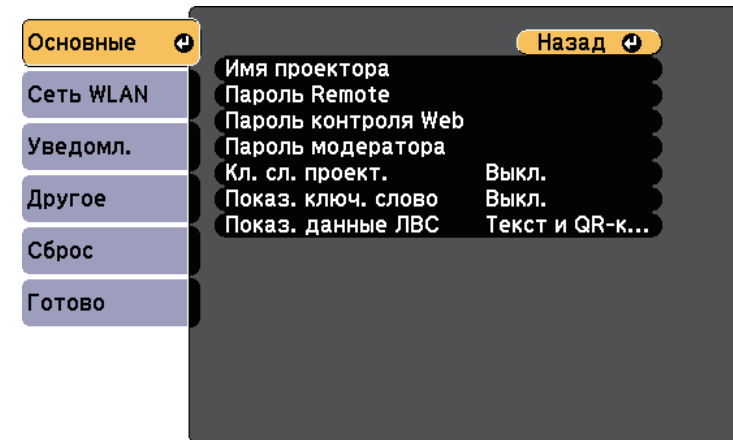 Основные
Сеть WLAN
Уведомл.
Другое
Сброс
Готово
Назад
Имя проектора
Пароль Remote
Пароль контроля Web
Пароль модератора
Кл. сл. проект. Выкл.
Показ. ключ. слово Выкл.
Показ. данные ЛВС Текст и QR-к...